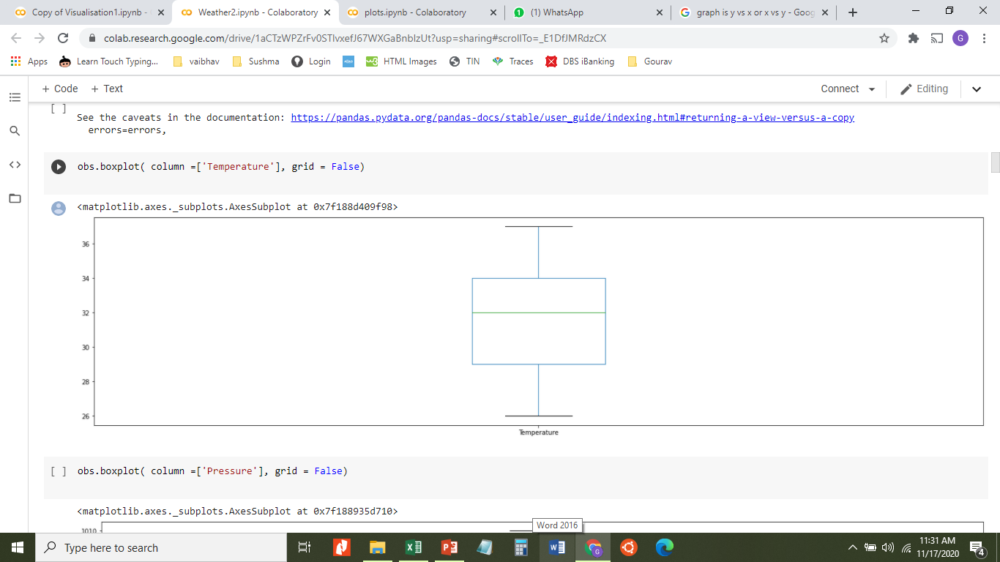 Copy of Visualisation1.ipynb -
Weather2.ipynb - Colaboratory
plots.ipynb - Colaboratory
(1) WhatsApp
graph is y vs x or x vs y - Goog
colab.research.google.com/drive/1aCTzWPZrFv0STIvxefJ67WXGaBnbIzUt?usp=sharing#scrollTo=_E1DfJMRdzCX
G
Apps
Learn Touch Typing...
vaibhav
Sushma
Login
HTML Images
TIN
Traces
DBS iBanking
Gourav
+ Code
+ Text
Connect
Editing
[ ]
See the caveats in the documentation: https://pandas.pydata.org/pandas-docs/stable/user_guide/indexing.html#returning-a-view-versus-a-copy
errors=errors,
obs.boxplot( column =['Temperature'], grid = False)
<matplotlib.axes._subplots.AxesSubplot at 0x7f188d409f98>
36
34
32
30
28
26
Temperature
[ ] obs.boxplot( column =['Pressure'], grid = False)
<matplotlib.axes._subplots.AxesSubplot at 0x7f188935d710>
1010
Word 2016
Type here to search
11:31 AM
11/17/2020
4